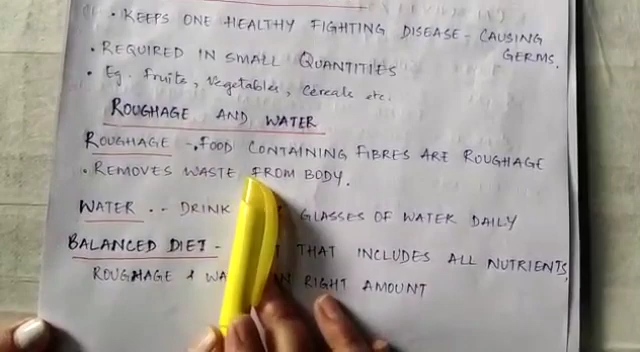 • KEEPS ONE HEALTHY FIGHTING DISEASE - CAUSING
GERMS.
• REQUIRED IN SMALL QUANTITIES
• Eg. fruits, vegetables, cereals etc.
ROUGHAGE AND WATER
ROUGHAGE -. FOOD CONTAINING FIBRES ARE ROUGHAGE
• REMOVES WASTE FROM BODY.
WATER .. DRINK GLASSES OF WATER DAILY
BALANCED DIET - THAT INCLUDES ALL NUTRIENTS,
ROUGHAGE & RIGHT AMOUNT